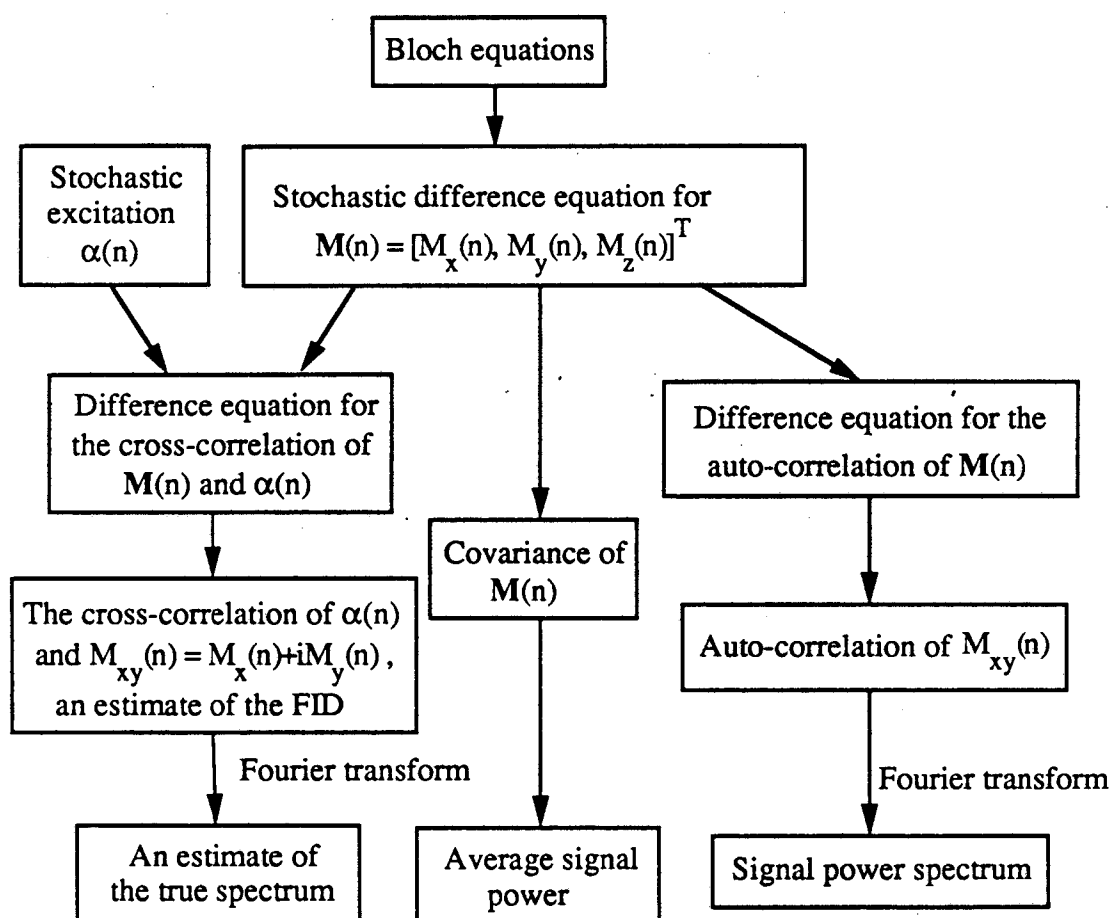 Bloch equations
Stochastic
excitation
α(n)
Stochastic difference equation for
M(n) = [M_x(n), M_y(n), M_z(n)]^T
Difference equation for
the cross-correlation of
M(n) and α(n)
Difference equation for the
auto-correlation of M(n)
Covariance of
M(n)
The cross-correlation of α(n)
and M_xy(n) = M_x(n)+iM_y(n) ,
an estimate of the FID
Auto-correlation of M_xy(n)
Fourier transform
Fourier transform
An estimate of
the true spectrum
Average signal
power
Signal power spectrum